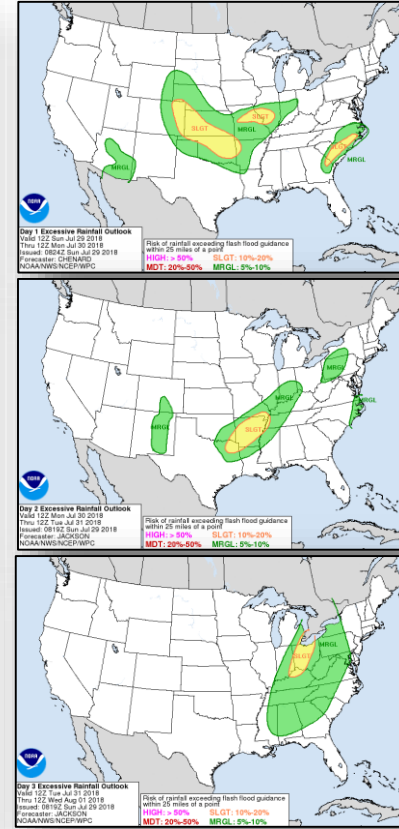 SLGT
SLGT
MRGL
SLGT
MRGL
MRGL
noaa
Day 1 Excessive Rainfall Outlook
Valid 12Z Sun Jul 29 2018
Thru 12Z Mon Jul 30 2018
Issued: 0824Z Sun Jul 29 2018
Forecaster: CHENARD
NOAA/NWS/NCEP/WPC
Risk of rainfall exceeding flash flood guidance
within 25 miles of a point
HIGH: > 50% SLGT: 10%-20%
MDT: 20%-50% MRGL: 5%-10%
MRGL
MRGL
MRGL
MRGL
SLGT
noaa
Day 2 Excessive Rainfall Outlook
Valid 12Z Mon Jul 30 2018
Thru 12Z Tue Jul 31 2018
Issued: 0819Z Sun Jul 29 2018
Forecaster: JACKSON
NOAA/NWS/NCEP/WPC
Risk of rainfall exceeding flash flood guidance
within 25 miles of a point
HIGH: > 50% SLGT: 10%-20%
MDT: 20%-50% MRGL: 5%-10%
MRGL
SLGT
noaa
Day 3 Excessive Rainfall Outlook
Valid 12Z Tue Jul 31 2018
Thru 12Z Wed Aug 01 2018
Issued: 0819Z Sun Jul 29 2018
Forecaster: JACKSON
NOAA/NWS/NCEP/WPC
Risk of rainfall exceeding flash flood guidance
within 25 miles of a point
HIGH: > 50% SLGT: 10%-20%
MDT: 20%-50% MRGL: 5%-10%